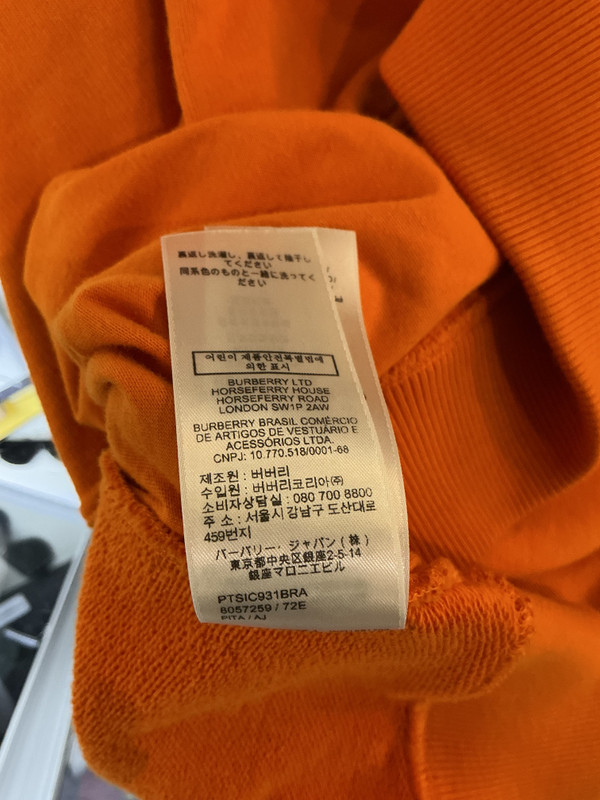 裏返し洗濯し、裏返して陰干し
てください
同系色のものと一緒に洗ってく
ださい
어린이 제품안전특별법에
의한 표시
BURBERRY LTD
HORSEFERRY HOUSE
HORSEFERRY ROAD
LONDON SW1P 2AW
BURBERRY BRASIL COMÉRCIO
DE ARTIGOS DE VESTUÁRIO E
ACESSÓRIOS LTDA.
CNPJ: 10.770.518/0001-68
제조원 : 버버리
수입원 : 버버리코리아㈜
소비자상담실 : 080 700 8800
주 소 : 서울시 강남구 도산대로
459번지
バーバリー・ジャパン(株)
東京都中央区銀座2-5-14
銀座マロニエビル
PTSIC931BRA
8057259 / 72E
PITA / AJ